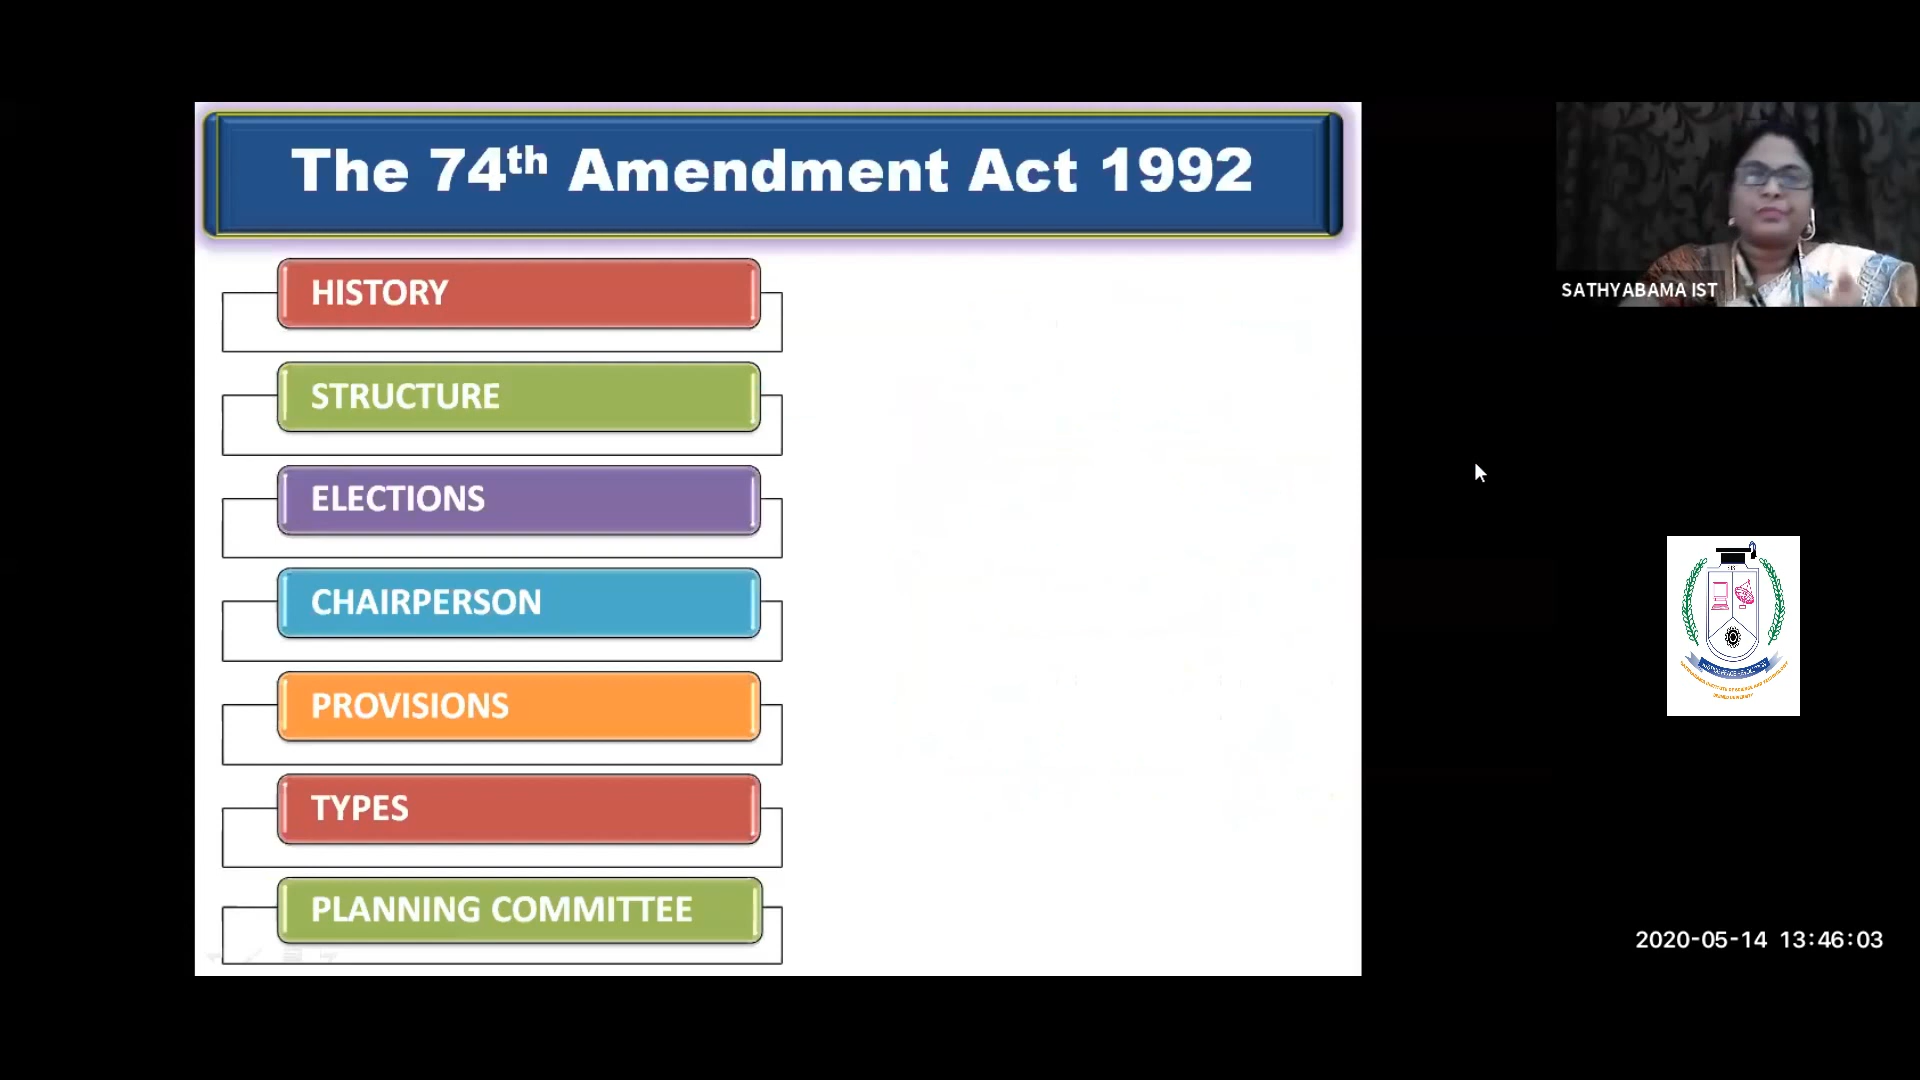 The 74th Amendment Act 1992
HISTORY
STRUCTURE
ELECTIONS
CHAIRPERSON
PROVISIONS
TYPES
PLANNING COMMITTEE
SATHYABAMA IST
2020-05-14 13:46:03